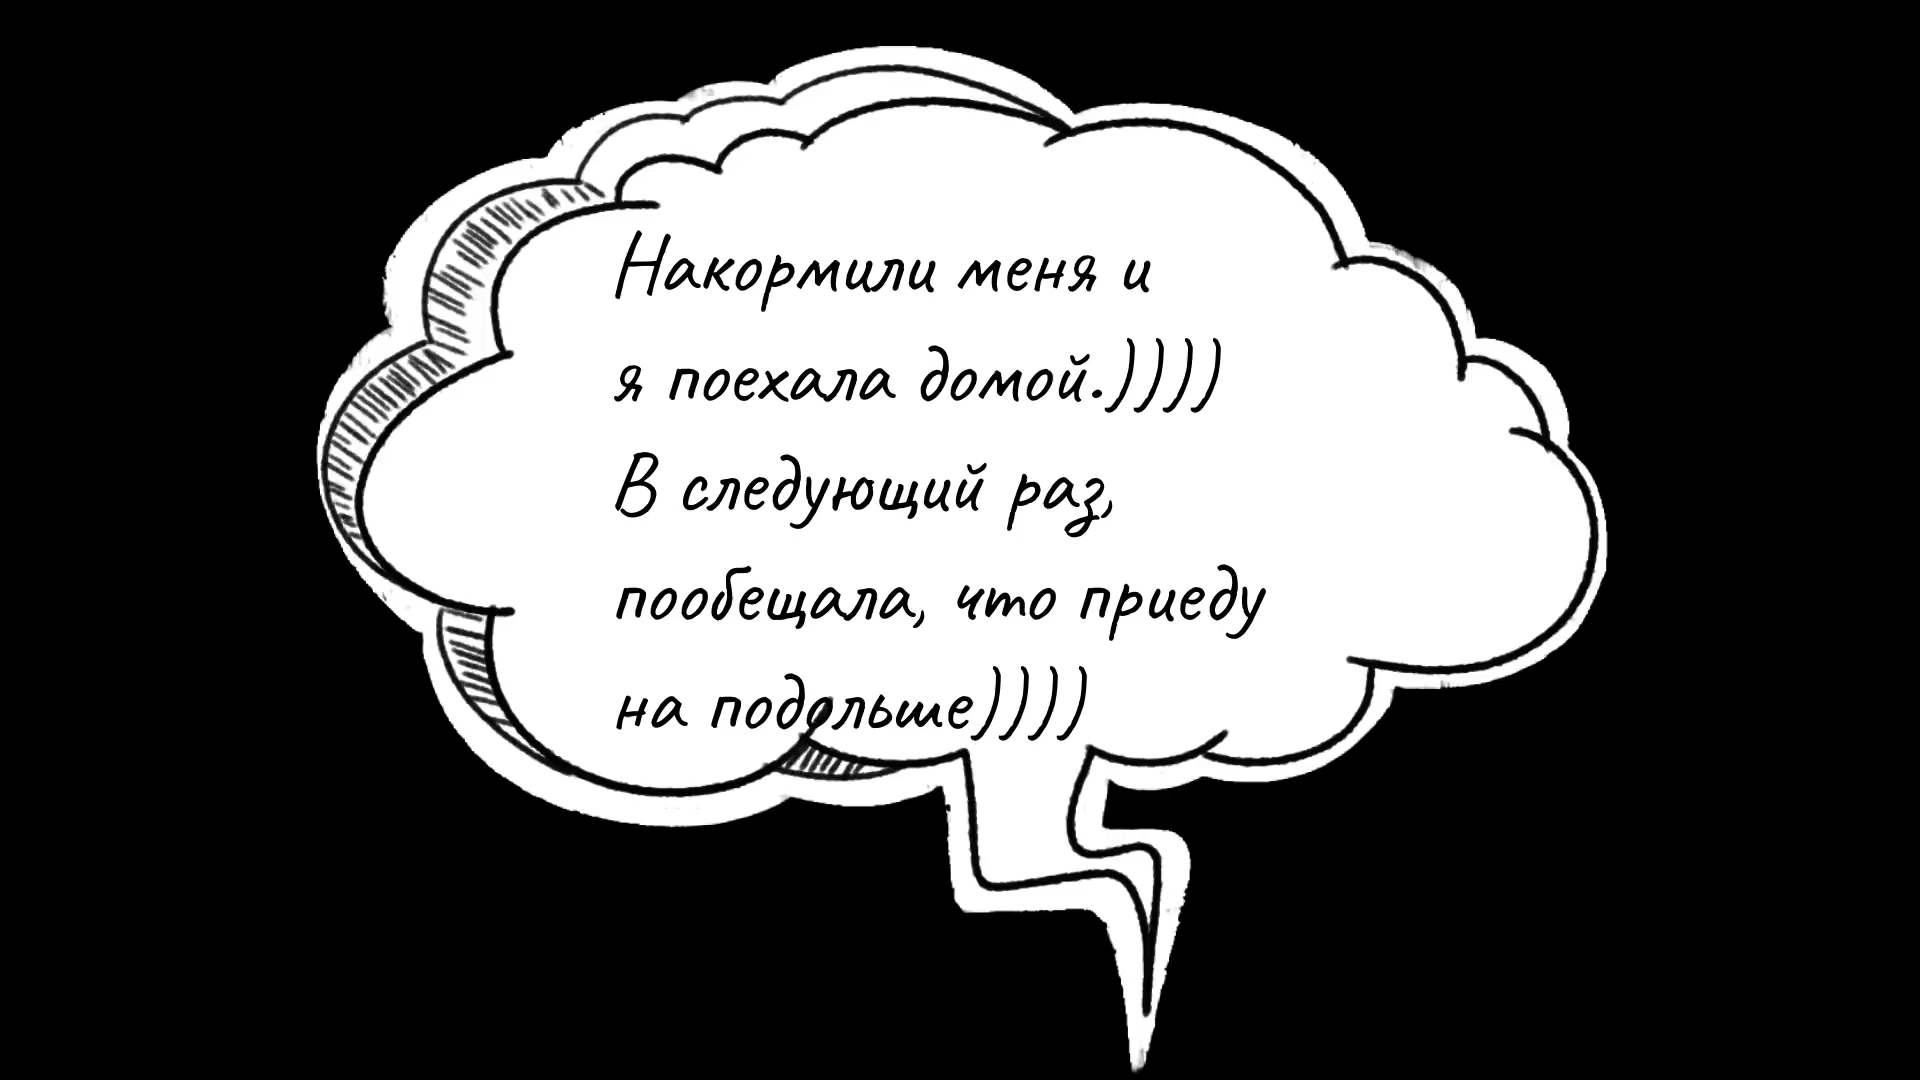 Накормили меня и
я поехала домой.))))
В следующий раз,
пообещала, что приеду
на подольше))))